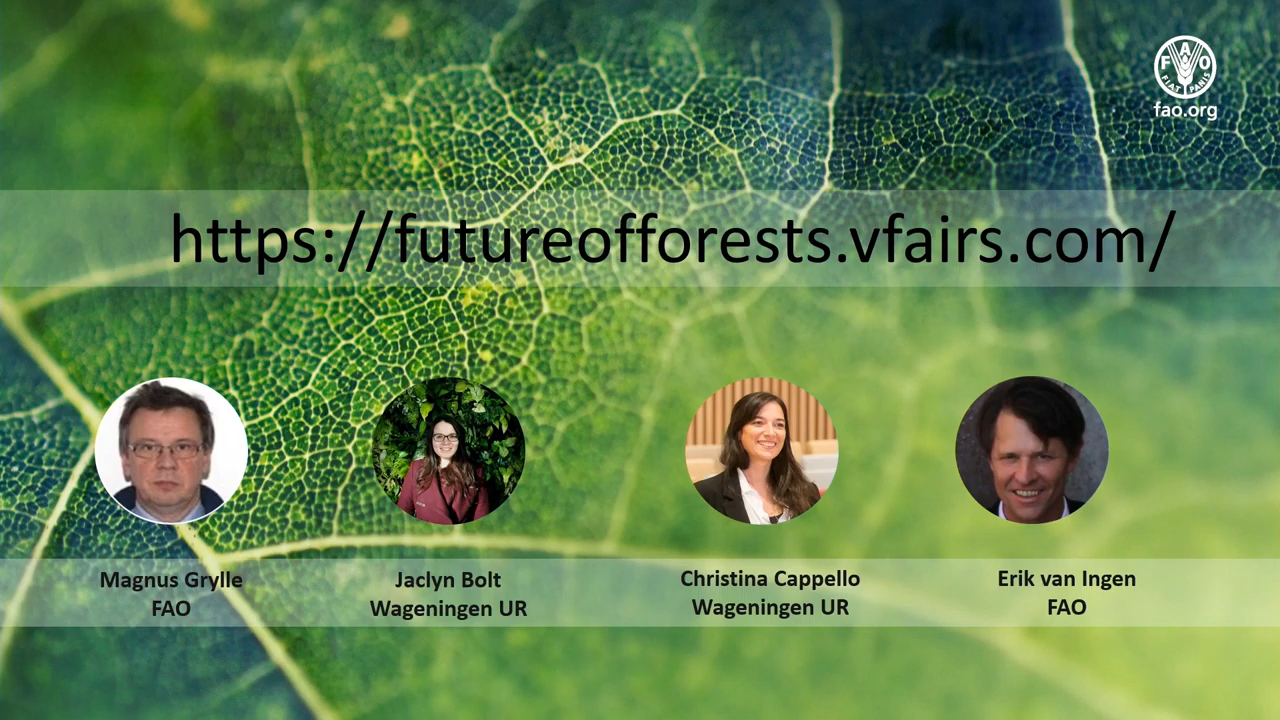 FAO
FIAT PANIS
fao.org
https://futureofforests.vfairs.com/
Magnus Grylle
FAO
Jaclyn Bolt
Wageningen UR
Christina Cappello
Wageningen UR
Erik van Ingen
FAO